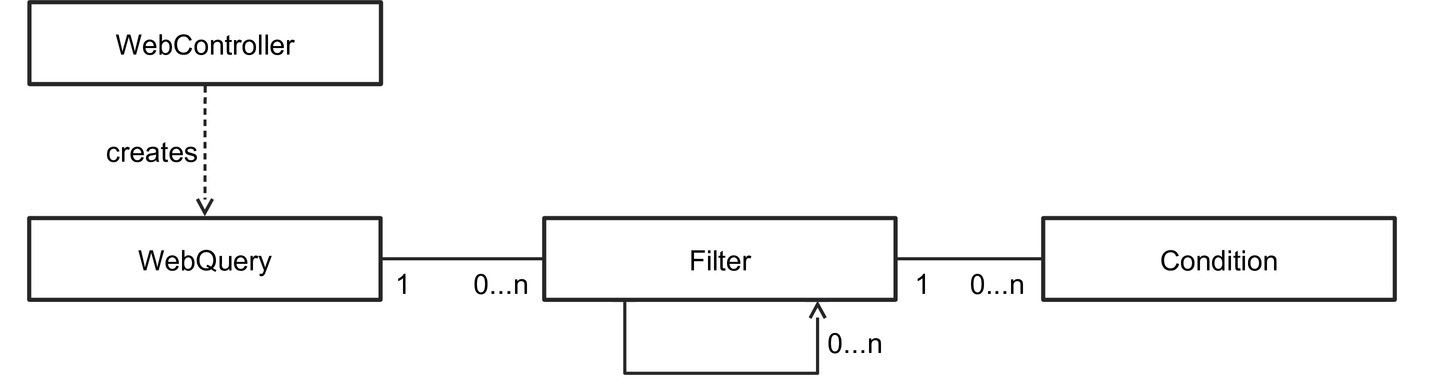 WebController
creates
WebQuery
1
0...n
Filter
1
0...n
Condition
0...n